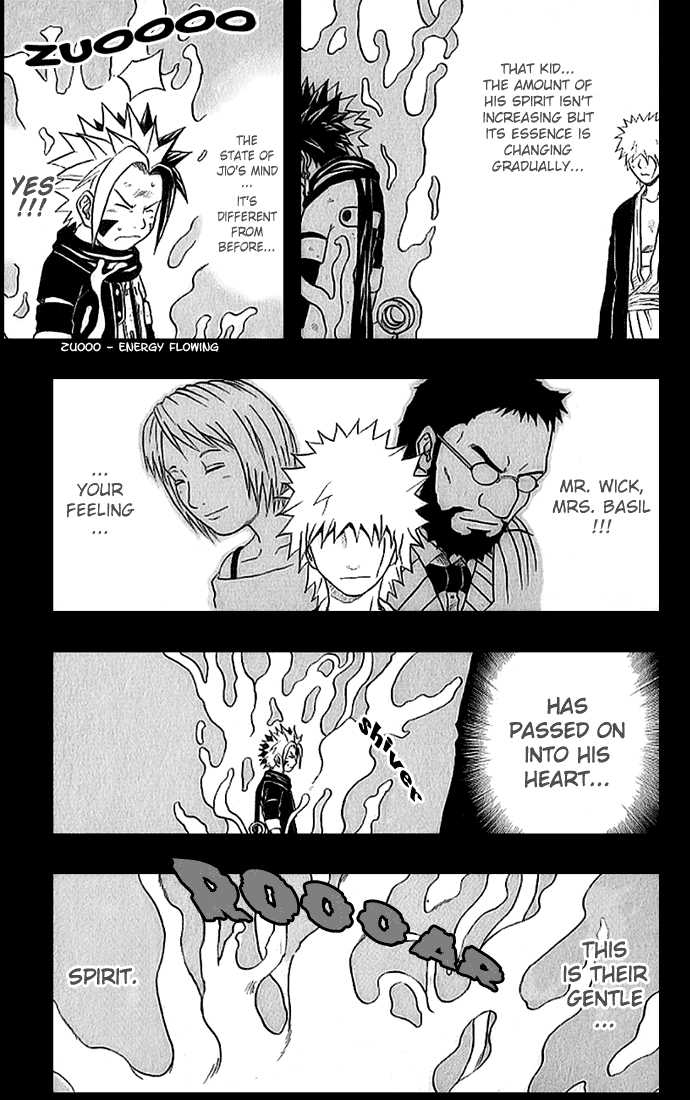 THAT KID...
THE AMOUNT OF
HIS SPIRIT ISN'T
INCREASING BUT
ITS ESSENCE IS
CHANGING
GRADUALLY...
ZUOOOO
THE
STATE OF
JIO'S MIND
...
IT'S
DIFFERENT
FROM
BEFORE...
YES
!!!
ZUOOO - ENERGY FLOWING
MR. WICK,
MRS. BASIL
!!!
...
YOUR
FEELING
...
HAS
PASSED ON
INTO HIS
HEART...
shiver
ROOOOAR
THIS
IS THEIR
GENTLE
...
SPIRIT.